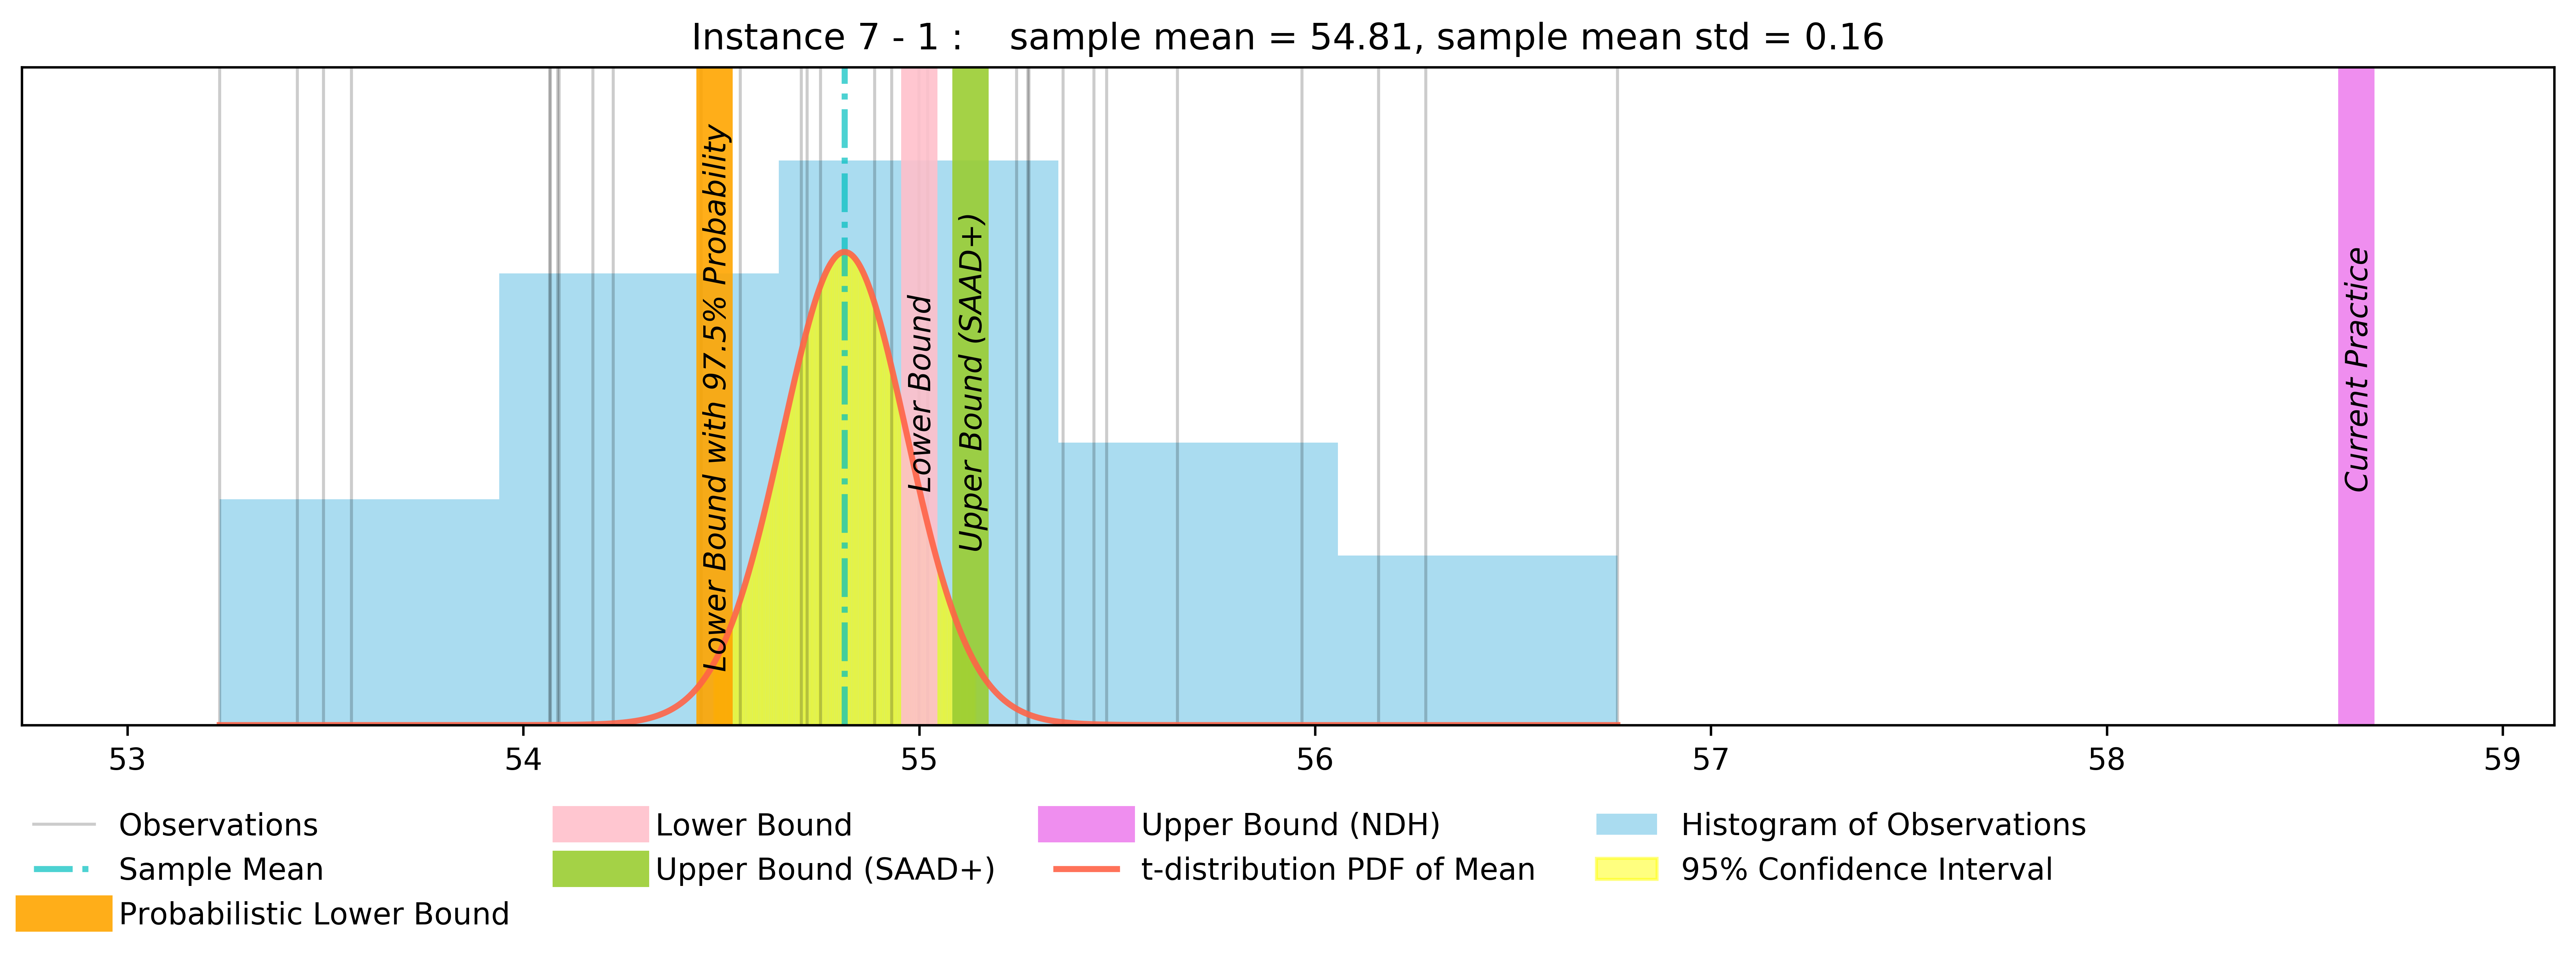 Instance 7 - 1 :    sample mean = 54.81, sample mean std = 0.16
Lower Bound with 97.5% Probability
Lower Bound
Upper Bound (SAAD+)
Current Practice
53 54 55 56 57 58 59
Observations
Sample Mean
Probabilistic Lower Bound
Lower Bound
Upper Bound (SAAD+)
Upper Bound (NDH)
t-distribution PDF of Mean
Histogram of Observations
95% Confidence Interval